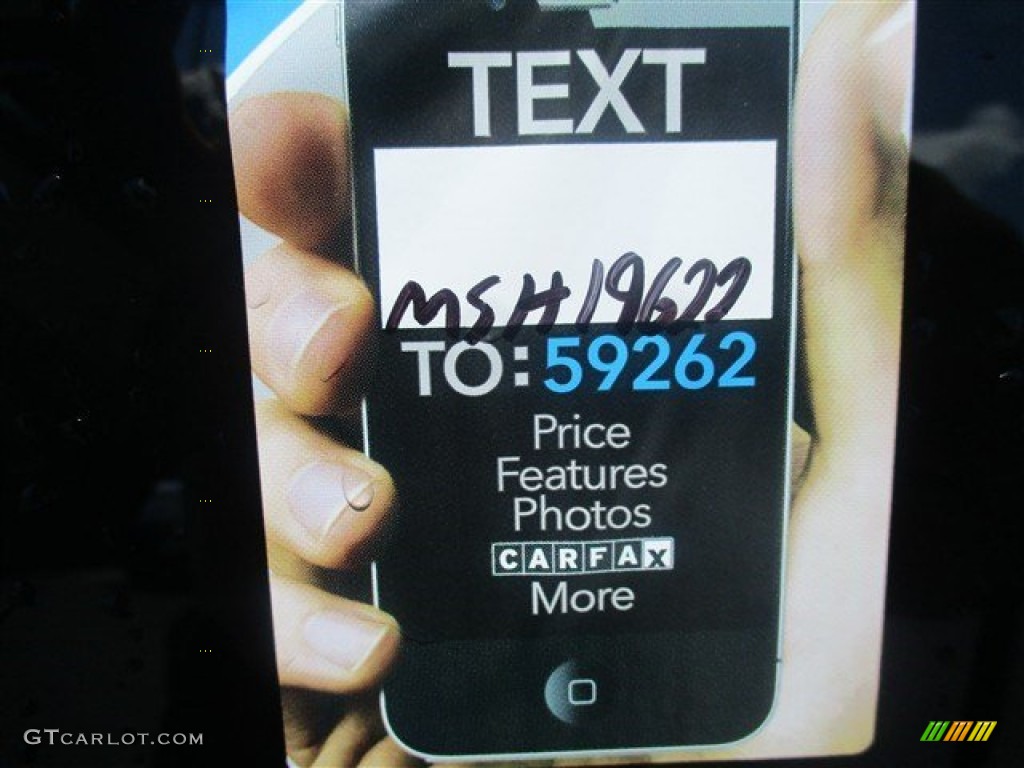 TEXT
MSH19622
TO: 59262
Price
Features
Photos
CARFAX
More
GTCARLOT.COM